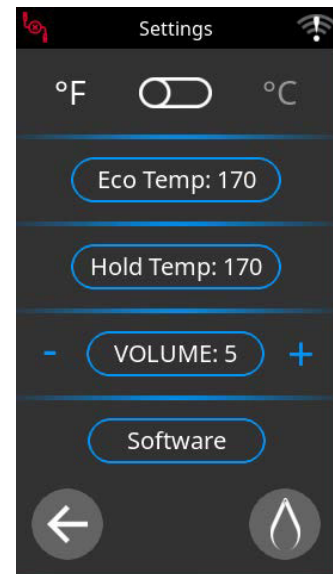 Settings
°F °C
Eco Temp: 170
Hold Temp: 170
- VOLUME: 5 +
Software